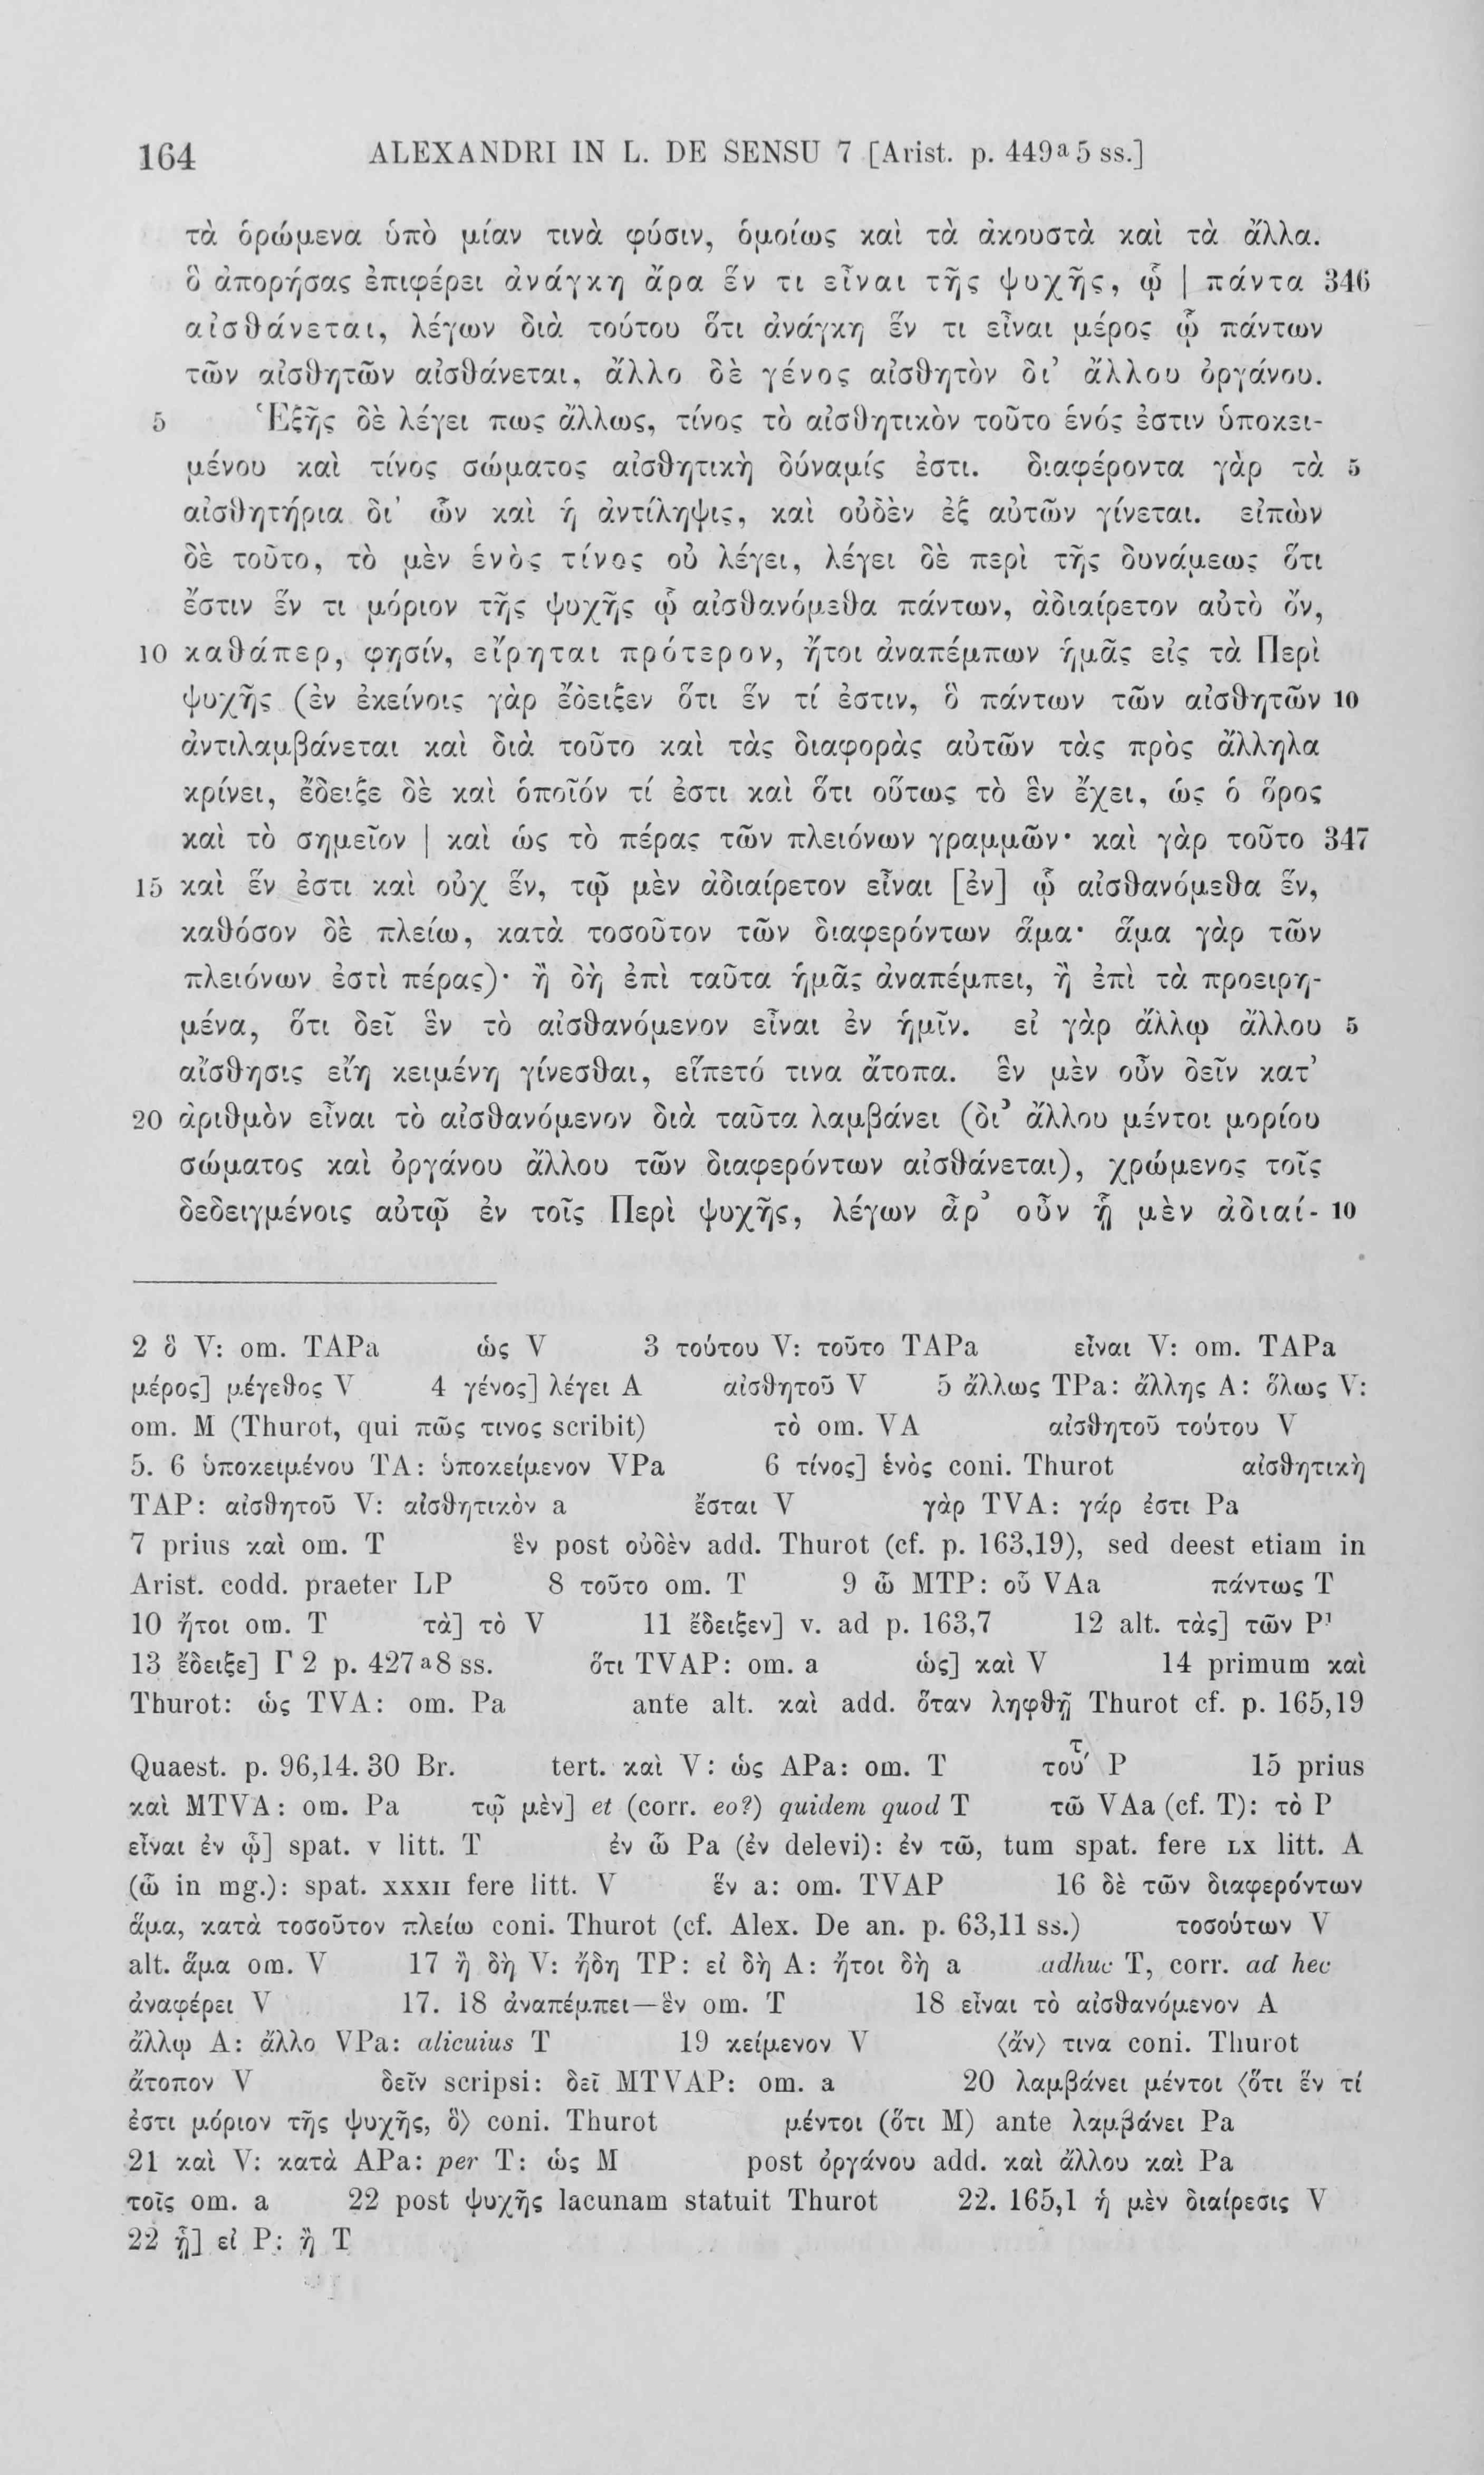 164 ALEXANDRI IN L. DE SENSU 7 [Arist. p. 449a5 ss.]
τὰ ὁρώμενα ὑπὸ μίαν τινὰ φύσιν, ὁμοίως καὶ τὰ ἀκουστὰ καὶ τὰ ἄλλα.
ὃ ἀπορήσας ἐπιφέρει ἀνάγκη ἄρα ἕν τι εἶναι τῆς ψυχῆς, ᾧ | πάντα 346
αἰσθάνεται, λέγων διὰ τούτου ὅτι ἀνάγκη ἕν τι εἶναι μέρος ᾧ πάντων
τῶν αἰσθητῶν αἰσθάνεται, ἄλλο δὲ γένος αἰσθητὸν δι’ ἄλλου ὀργάνου.
5 Ἑξῆς δὲ λέγει πως ἄλλως, τίνος τὸ αἰσθητικὸν τοῦτο ἑνός ἐστιν ὑποκει-
μένου καὶ τίνος σώματος αἰσθητικὴ δύναμίς ἐστι. διαφέροντα γὰρ τὰ 5
αἰσθητήρια δι’ ὧν καὶ ἡ ἀντίληψις, καὶ οὐδὲν ἐξ αὐτῶν γίνεται. εἰπὼν
δὲ τοῦτο, τὸ μὲν ἑνὸς τίνος οὐ λέγει, λέγει δὲ περὶ τῆς δυνάμεως ὅτι
ἔστιν ἕν τι μόριον τῆς ψυχῆς ᾧ αἰσθανόμεθα πάντων, ἀδιαίρετον αὐτὸ ὄν,
10 καθάπερ, φησίν, εἴρηται πρότερον, ἤτοι ἀναπέμπων ἡμᾶς εἰς τὰ Περὶ
ψυχῆς (ἐν ἐκείνοις γὰρ ἔδειξεν ὅτι ἕν τί ἐστιν, ὃ πάντων τῶν αἰσθητῶν 10
ἀντιλαμβάνεται καὶ διὰ τοῦτο καὶ τὰς διαφορὰς αὐτῶν τὰς πρὸς ἄλληλα
κρίνει, ἔδειξε δὲ καὶ ὁποῖόν τί ἐστι καὶ ὅτι οὕτως τὸ ἓν ἔχει, ὡς ὁ ὅρος
καὶ τὸ σημεῖον | καὶ ὡς τὸ πέρας τῶν πλειόνων γραμμῶν· καὶ γὰρ τοῦτο 347
15 καὶ ἕν ἐστι καὶ οὐχ ἕν, τῷ μὲν ἀδιαίρετον εἶναι [ἐν] ᾧ αἰσθανόμεθα ἕν,
καθόσον δὲ πλείω, κατὰ τοσοῦτον τῶν διαφερόντων ἅμα· ἅμα γὰρ τῶν
πλειόνων ἐστὶ πέρας)· ἢ δὴ ἐπὶ ταῦτα ἡμᾶς ἀναπέμπει, ἢ ἐπὶ τὰ προειρη-
μένα, ὅτι δεῖ ἓν τὸ αἰσθανόμενον εἶναι ἐν ἡμῖν. εἰ γὰρ ἄλλῳ ἄλλου 5
αἴσθησις εἴη κειμένη γίνεσθαι, εἵπετό τινα ἄτοπα. ἓν μὲν οὖν δεῖν κατ’
20 ἀριθμὸν εἶναι τὸ αἰσθανόμενον διὰ ταῦτα λαμβάνει (δι’ ἄλλου μέντοι μορίου
σώματος καὶ ὀργάνου ἄλλου τῶν διαφερόντων αἰσθάνεται), χρώμενος τοῖς
δεδειγμένοις αὐτῷ ἐν τοῖς Περὶ ψυχῆς, λέγων ἆρ’ οὖν ᾗ μὲν ἀδιαί- 10
2 ὃ V: om. TAPa ὡς V 3 τούτου V: τοῦτο TAPa εἶναι V: om. TAPa
μέρος] μέγεθος V 4 γένος] λέγει A αἰσθητοῦ V 5 ἄλλως TPa: ἄλλης A: ὅλως V:
om. M (Thurot, qui πῶς τινος scribit) τὸ om. VA αἰσθητοῦ τούτου V
5. 6 ὑποκειμένου TA: ὑποκείμενον VPa 6 τίνος] ἑνὸς coni. Thurot αἰσθητικὴ
TAP: αἰσθητοῦ V: αἰσθητικὸν a ἔσται V γὰρ TVA: γάρ ἐστι Pa
7 prius καὶ om. T ἓν post οὐδὲν add. Thurot (cf. p. 163,19), sed deest etiam in
Arist. codd. praeter LP 8 τοῦτο om. T 9 ὧ MTP: οὗ VAa πάντως T
10 ἤτοι om. T τὰ] τὸ V 11 ἔδειξεν] v. ad p. 163,7 12 alt. τὰς] τῶν P¹
13 ἔδειξε] Γ 2 p. 427a8 ss. ὅτι TVAP: om. a ὡς] καὶ V 14 primum καὶ
Thurot: ὡς TVA: om. Pa ante alt. καὶ add. ὅταν ληφθῇ Thurot cf. p. 165,19
Quaest. p. 96,14. 30 Br. tert. καὶ V: ὡς APa: om. T τοῦ τ P 15 prius
καὶ MTVA: om. Pa τῷ μὲν] et (corr. eo?) quidem quod T τῶ VAa (cf. T): τὸ P
εἶναι ἐν ᾧ] spat. v litt. T ἐν ὧ Pa (ἐν delevi): ἐν τῶ, tum spat. fere LX litt. A
(ὧ in mg.): spat. XXXII fere litt. V ἕν a: om. TVAP 16 δὲ τῶν διαφερόντων
ἅμα, κατὰ τοσοῦτον πλείω coni. Thurot (cf. Alex. De an. p. 63,11 ss.) τοσούτων V
alt. ἅμα om. V 17 ἢ δὴ V: ἤδη TP: εἰ δὴ A: ἤτοι δὴ a adhuc T, corr. ad hec
ἀναφέρει V 17. 18 ἀναπέμπει—ἓν om. T 18 εἶναι τὸ αἰσθανόμενον A
ἄλλῳ A: ἄλλο VPa: alicuius T 19 κείμενον V ⟨ἄν⟩ τινα coni. Thurot
ἄτοπον V δεῖν scripsi: δεῖ MTVAP: om. a 20 λαμβάνει μέντοι ⟨ὅτι ἕν τί
ἐστι μόριον τῆς ψυχῆς, ὃ⟩ coni. Thurot μέντοι (ὅτι M) ante λαμβάνει Pa
21 καὶ V: κατὰ APa: per T: ὡς M post ὀργάνου add. καὶ ἄλλου καὶ Pa
τοῖς om. a 22 post ψυχῆς lacunam statuit Thurot 22. 165,1 ἡ μὲν διαίρεσις V
22 ᾗ] εἰ P: ἢ T